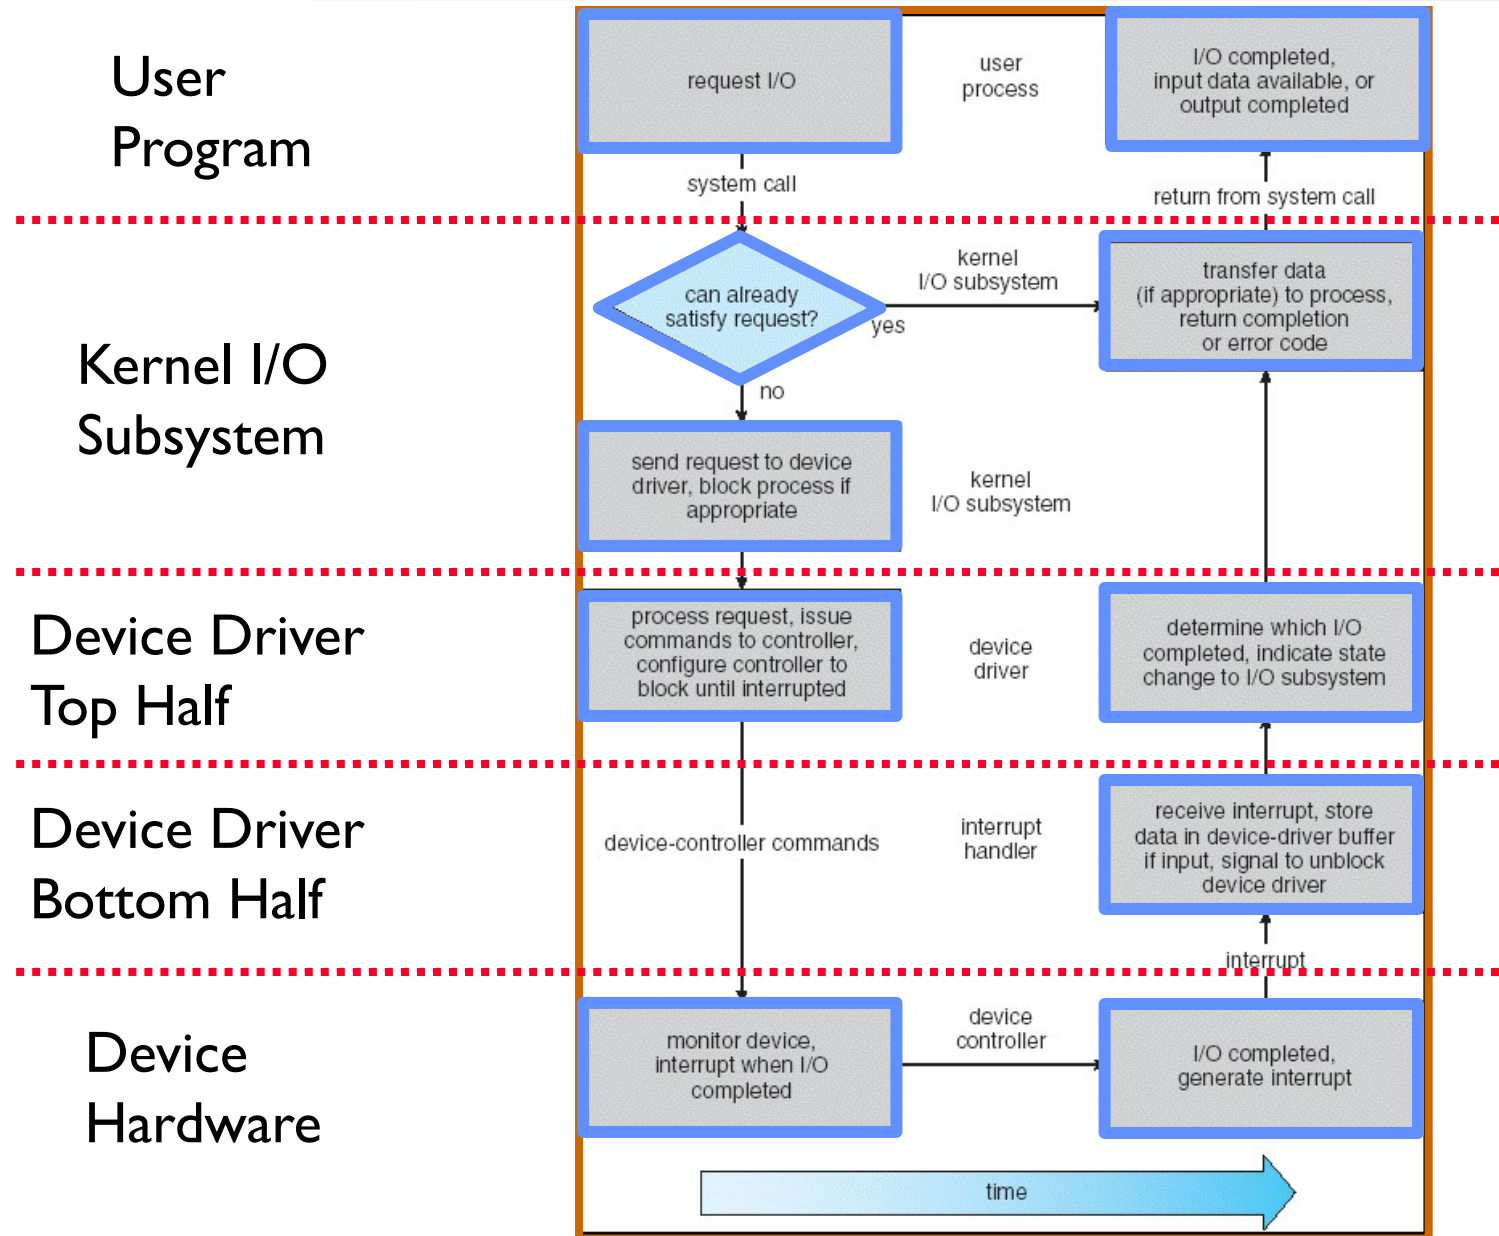 User
Program
request I/O
user
process
I/O completed,
input data available, or
output completed
system call
return from system call
Kernel I/O
Subsystem
can already
satisfy request?
kernel
I/O subsystem
yes
transfer data
(if appropriate) to process,
return completion
or error code
no
send request to device
driver, block process if
appropriate
kernel
I/O subsystem
Device Driver
Top Half
process request, issue
commands to controller,
configure controller to
block until interrupted
device
driver
determine which I/O
completed, indicate state
change to I/O subsystem
Device Driver
Bottom Half
device-controller commands
interrupt
handler
receive interrupt, store
data in device-driver buffer
if input, signal to unblock
device driver
interrupt
Device
Hardware
monitor device,
interrupt when I/O
completed
device
controller
I/O completed,
generate interrupt
time